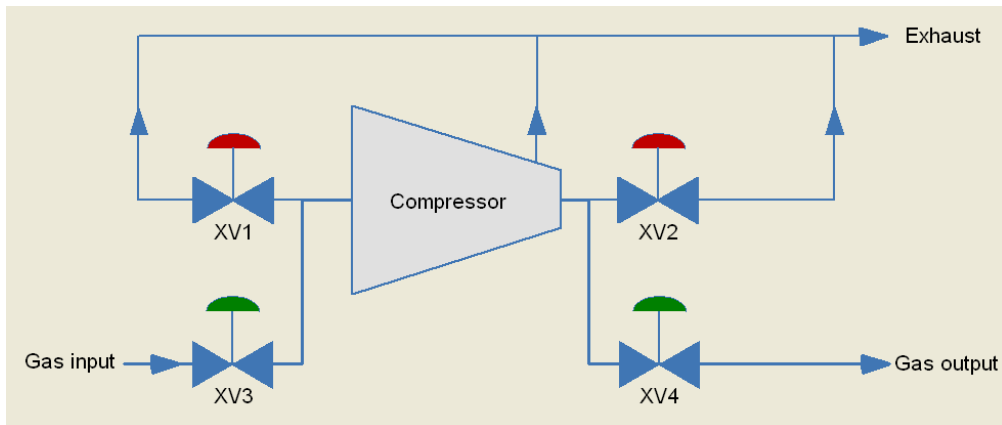 Exhaust
Compressor
XV1
XV2
Gas input
Gas output
XV3
XV4